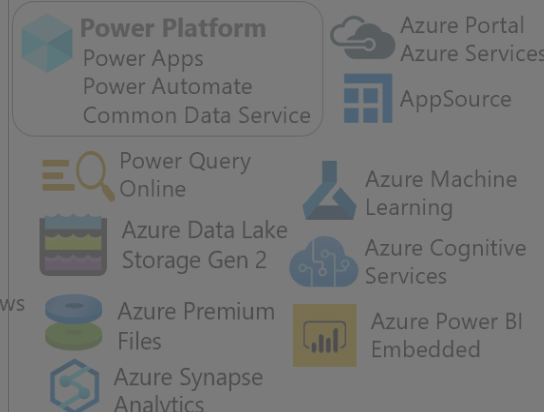 Power Platform
Power Apps
Power Automate
Common Data Service
Azure Portal
Azure Services
AppSource
Power Query
Online
Azure Machine
Learning
Azure Data Lake
Storage Gen 2
Azure Cognitive
Services
ws
Azure Premium
Files
Azure Power BI
Embedded
Azure Synapse
Analytics